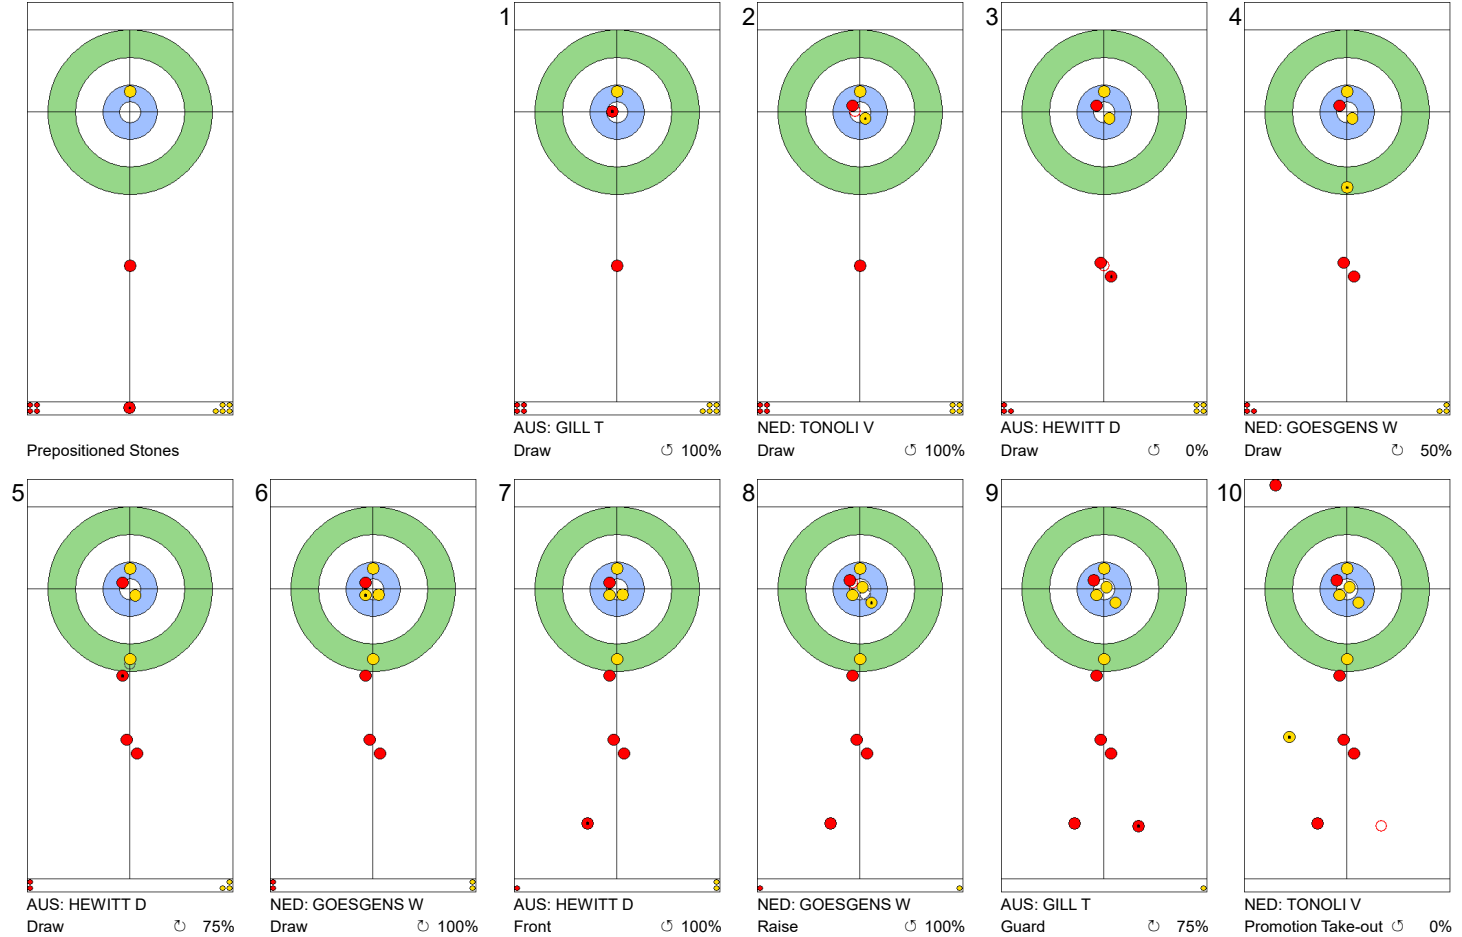 Prepositioned Stones
1
AUS: GILL T
Draw 100%
2
NED: TONOLI V
Draw 100%
3
AUS: HEWITT D
Draw 0%
4
NED: GOESGENS W
Draw 50%
5
AUS: HEWITT D
Draw 75%
6
NED: GOESGENS W
Draw 100%
7
AUS: HEWITT D
Front 100%
8
NED: GOESGENS W
Raise 100%
9
AUS: GILL T
Guard 75%
10
NED: TONOLI V
Promotion Take-out 0%